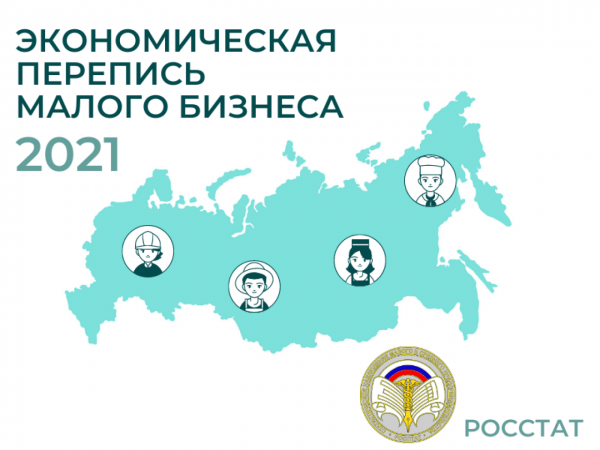 ЭКОНОМИЧЕСКАЯ
ПЕРЕПИСЬ
МАЛОГО БИЗНЕСА
2021
РОССТАТ